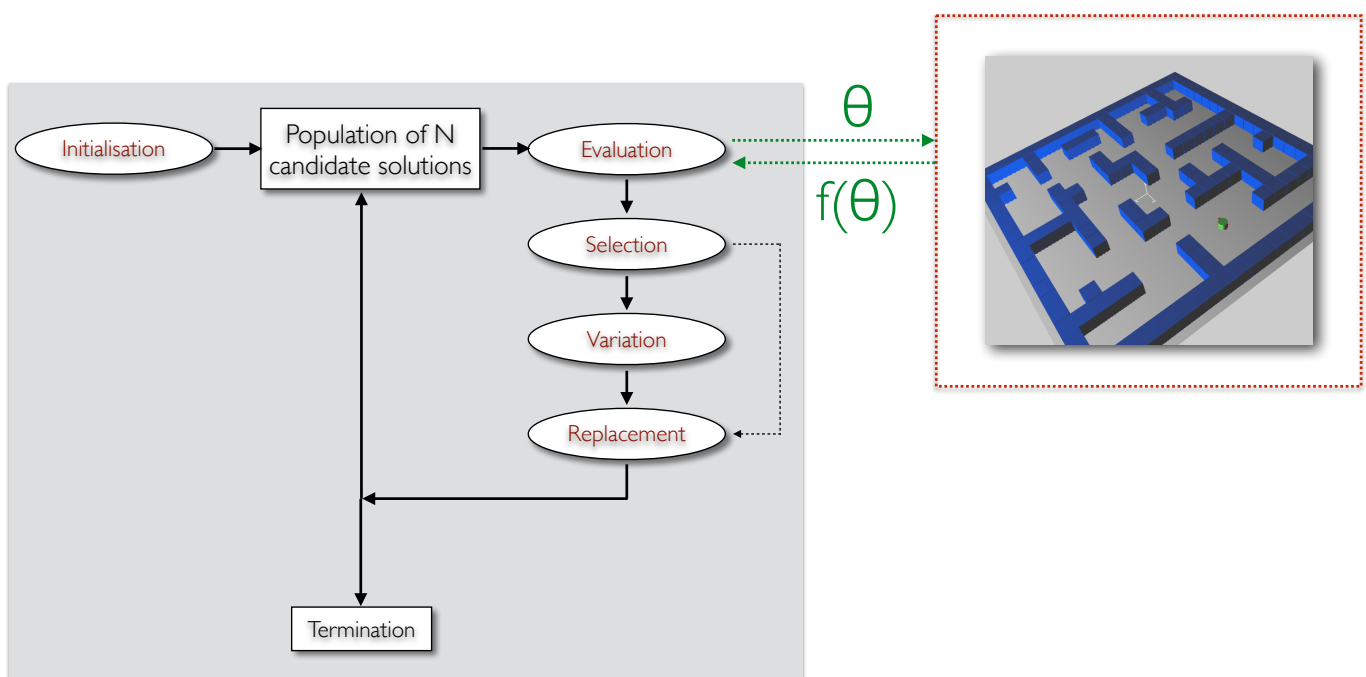 Initialisation
Population of N
candidate solutions
Evaluation
θ
f(θ)
Selection
Variation
Replacement
Termination